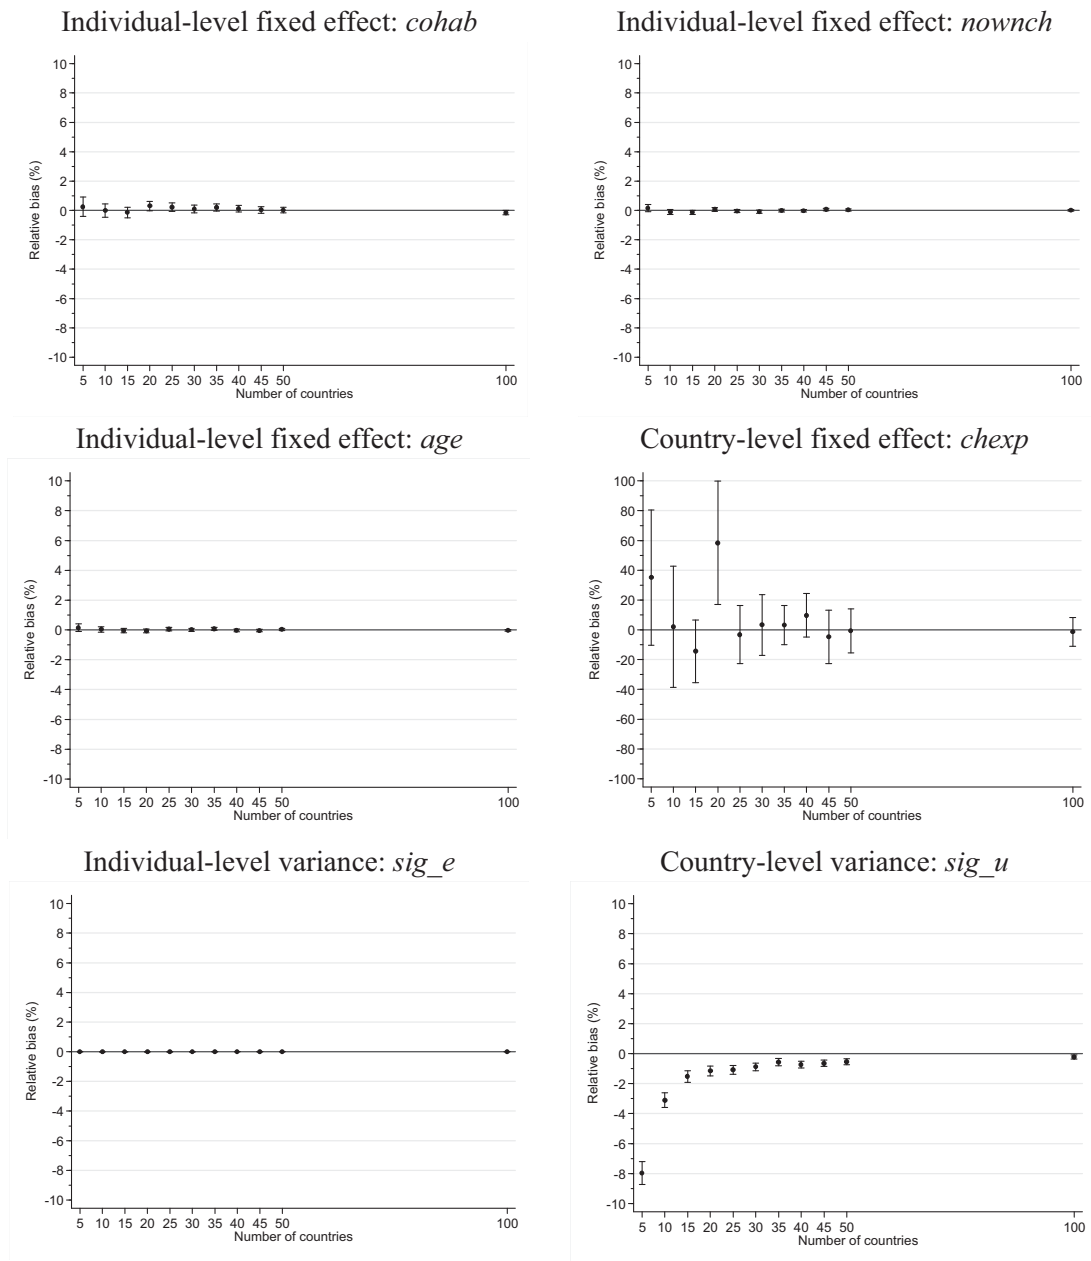 Individual-level fixed effect: cohab
10
8
6
4
2
0
-2
-4
-6
-8
-10
Relative bias (%)
5 10 15 20 25 30 35 40 45 50 100
Number of countries
Individual-level fixed effect: nownch
10
8
6
4
2
0
-2
-4
-6
-8
-10
Relative bias (%)
5 10 15 20 25 30 35 40 45 50 100
Number of countries
Individual-level fixed effect: age
10
8
6
4
2
0
-2
-4
-6
-8
-10
Relative bias (%)
5 10 15 20 25 30 35 40 45 50 100
Number of countries
Country-level fixed effect: chexp
100
80
60
40
20
0
-20
-40
-60
-80
-100
Relative bias (%)
5 10 15 20 25 30 35 40 45 50 100
Number of countries
Individual-level variance: sig_e
10
8
6
4
2
0
-2
-4
-6
-8
-10
Relative bias (%)
5 10 15 20 25 30 35 40 45 50 100
Number of countries
Country-level variance: sig_u
10
8
6
4
2
0
-2
-4
-6
-8
-10
Relative bias (%)
5 10 15 20 25 30 35 40 45 50 100
Number of countries